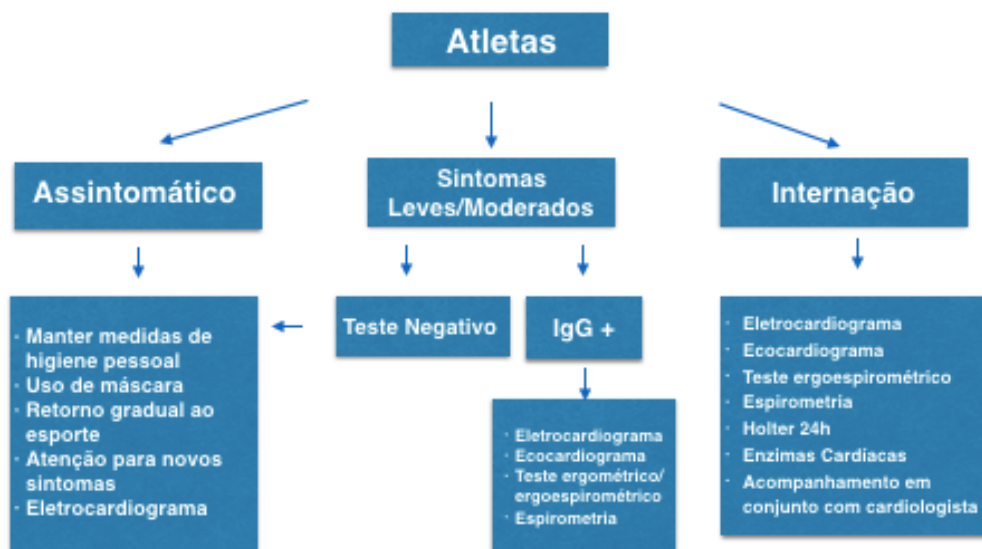 Atletas
Assintomático
Sintomas
Leves/Moderados
Internação
Teste Negativo
IgG +
· Manter medidas de
higiene pessoal
· Uso de máscara
· Retorno gradual ao
esporte
· Atenção para novos
sintomas
· Eletrocardiograma
· Eletrocardiograma
· Ecocardiograma
· Teste ergométrico/
ergoespirométrico
· Espirometria
· Eletrocardiograma
· Ecocardiograma
· Teste ergoespirométrico
· Espirometria
· Holter 24h
· Enzimas Cardíacas
· Acompanhamento em
conjunto com cardiologista